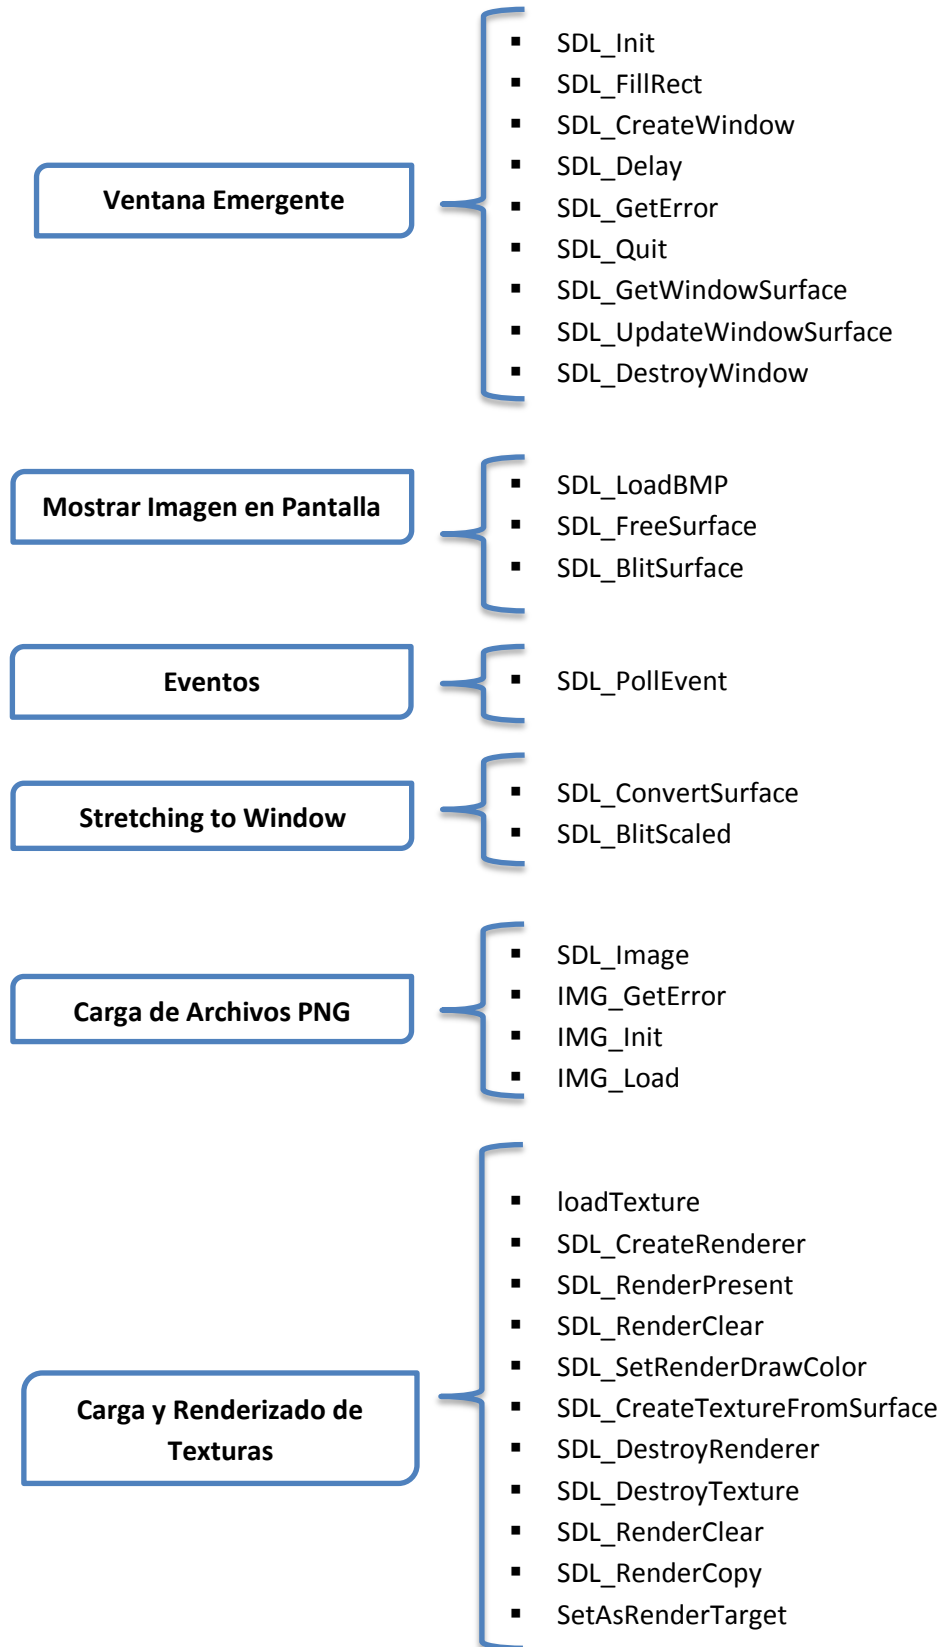 Ventana Emergente
▪ SDL_Init
▪ SDL_FillRect
▪ SDL_CreateWindow
▪ SDL_Delay
▪ SDL_GetError
▪ SDL_Quit
▪ SDL_GetWindowSurface
▪ SDL_UpdateWindowSurface
▪ SDL_DestroyWindow
Mostrar Imagen en Pantalla
▪ SDL_LoadBMP
▪ SDL_FreeSurface
▪ SDL_BlitSurface
Eventos
▪ SDL_PollEvent
Stretching to Window
▪ SDL_ConvertSurface
▪ SDL_BlitScaled
Carga de Archivos PNG
▪ SDL_Image
▪ IMG_GetError
▪ IMG_Init
▪ IMG_Load
Carga y Renderizado de
Texturas
▪ loadTexture
▪ SDL_CreateRenderer
▪ SDL_RenderPresent
▪ SDL_RenderClear
▪ SDL_SetRenderDrawColor
▪ SDL_CreateTextureFromSurface
▪ SDL_DestroyRenderer
▪ SDL_DestroyTexture
▪ SDL_RenderClear
▪ SDL_RenderCopy
▪ SetAsRenderTarget